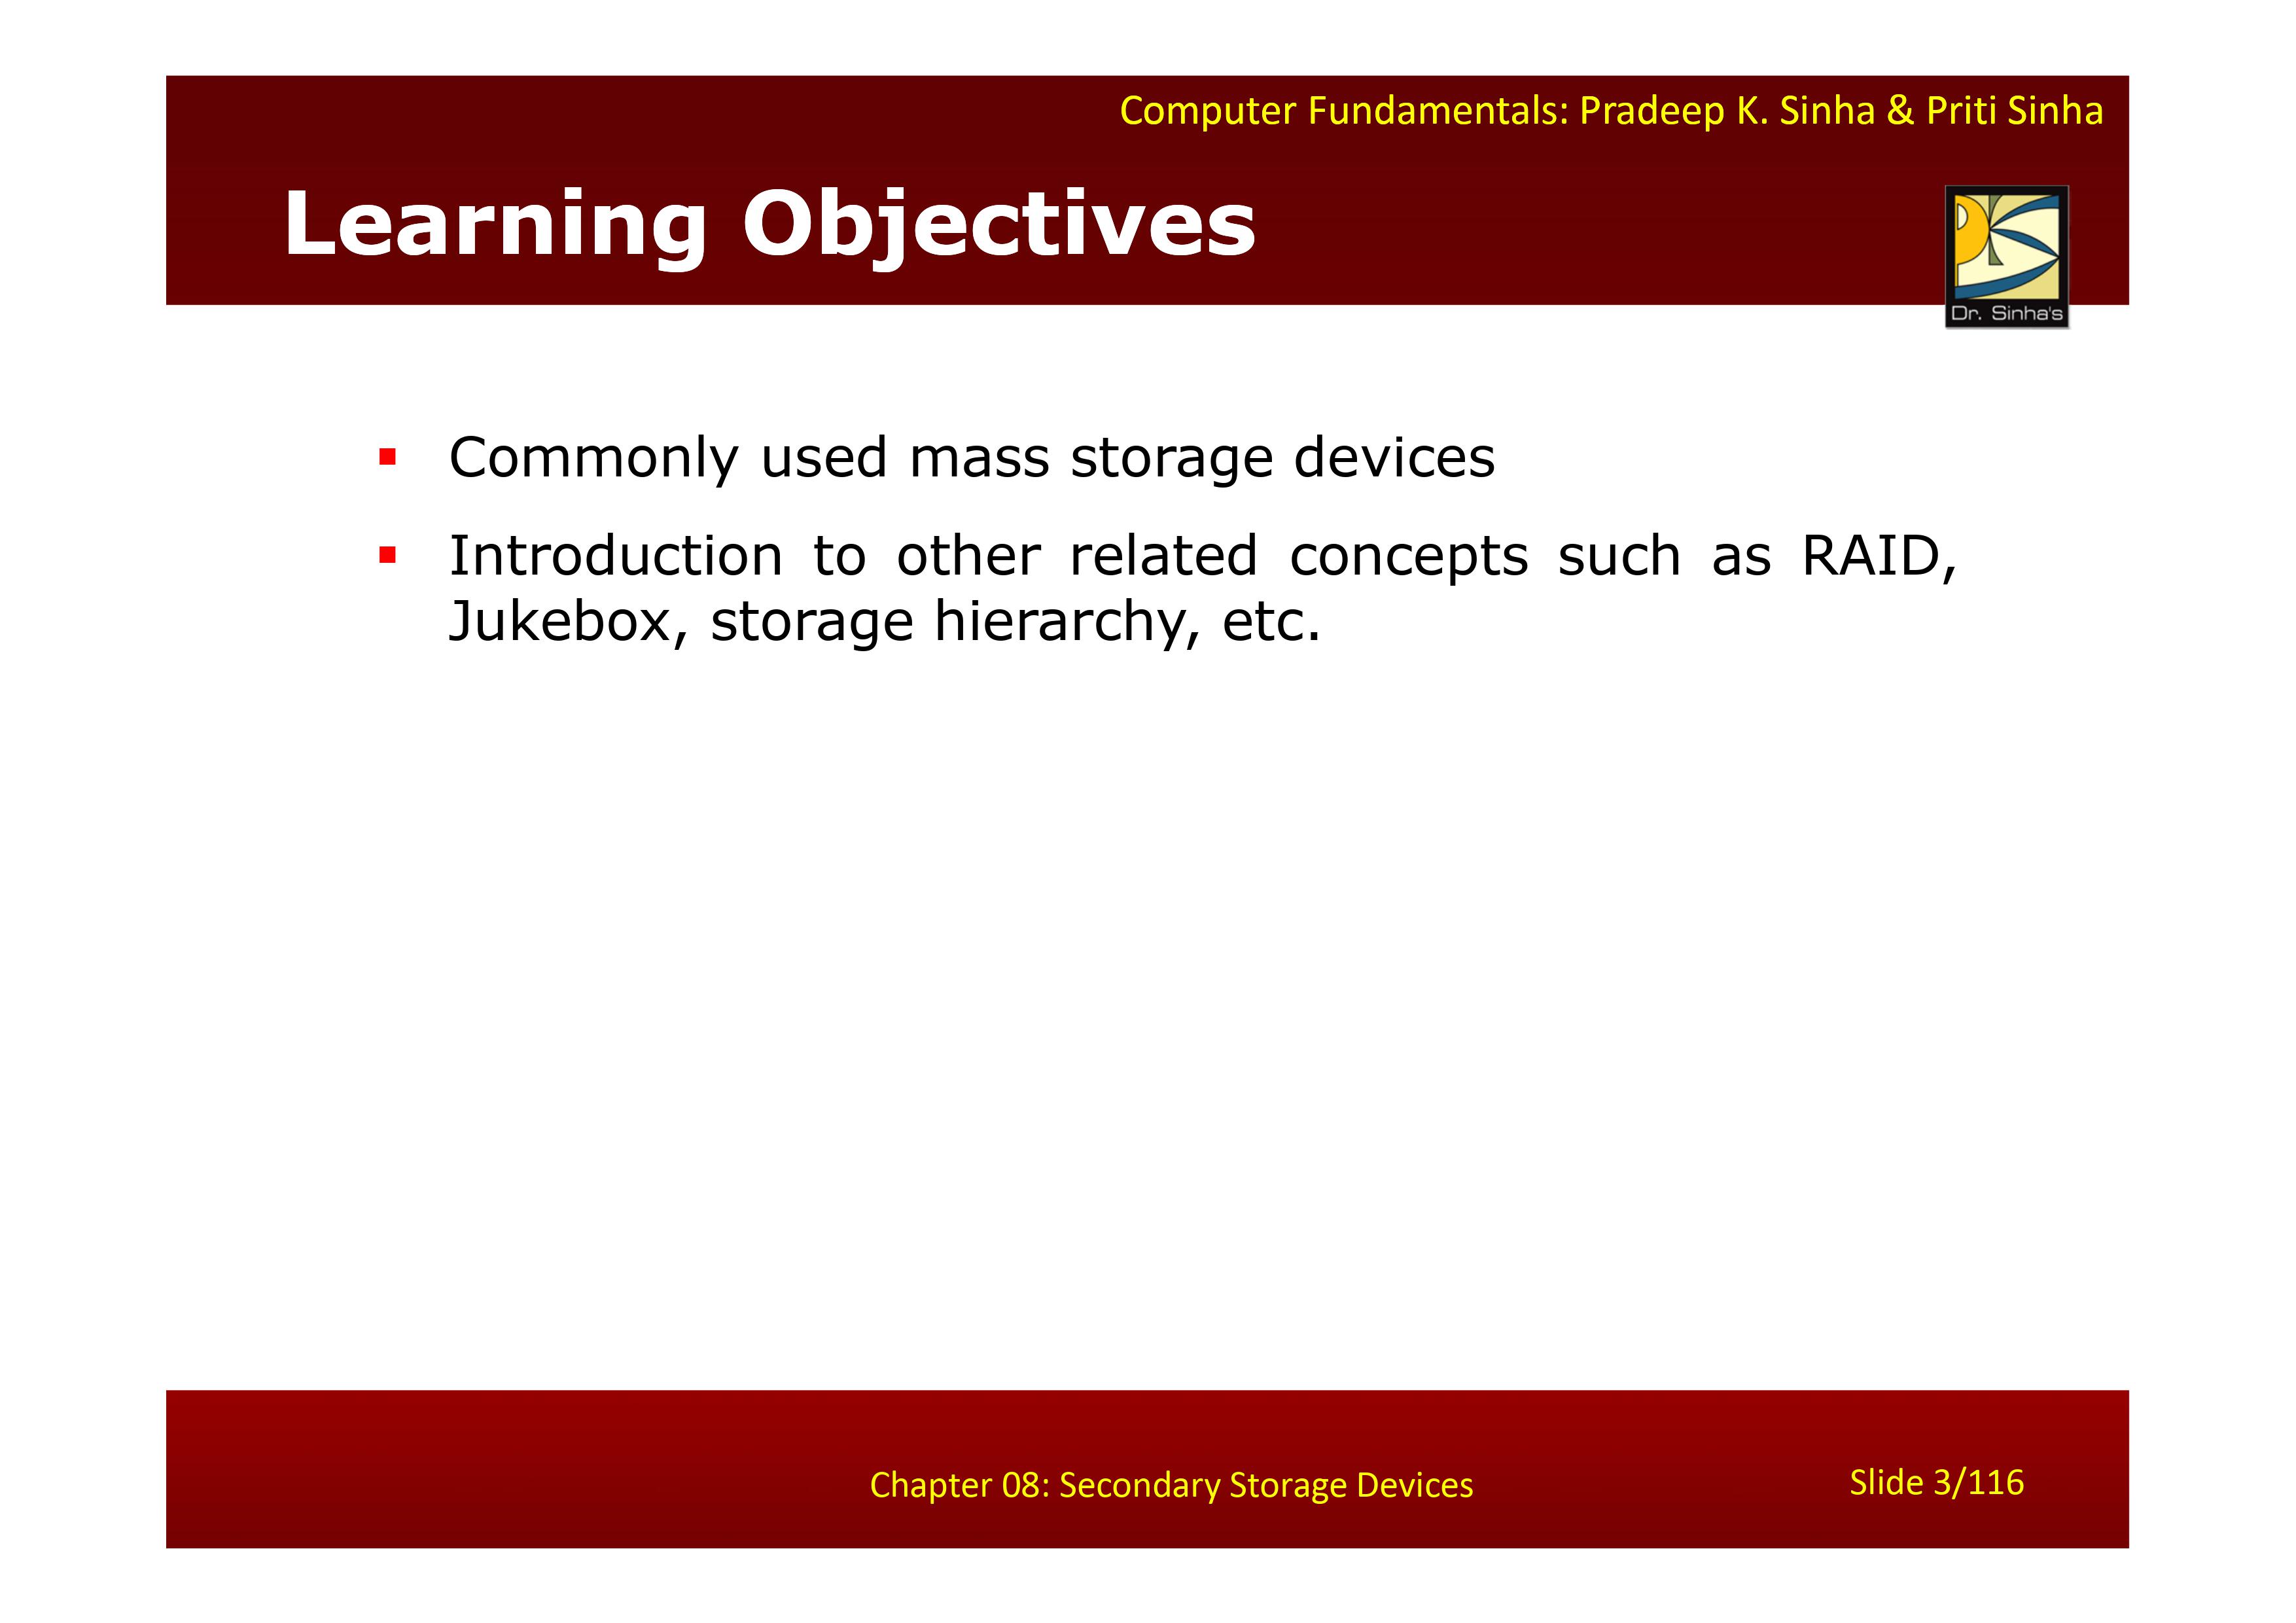 Computer Fundamentals: Pradeep K. Sinha & Priti Sinha
Learning Objectives
Dr. Sinha's
▪ Commonly used mass storage devices
▪ Introduction to other related concepts such as RAID,
Jukebox, storage hierarchy, etc.
Chapter 08: Secondary Storage Devices
Slide 3/116